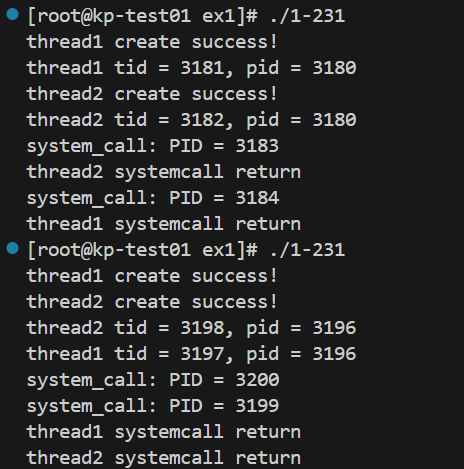 [root@kp-test01 ex1]# ./1-231
thread1 create success!
thread1 tid = 3181, pid = 3180
thread2 create success!
thread2 tid = 3182, pid = 3180
system_call: PID = 3183
thread2 systemcall return
system_call: PID = 3184
thread1 systemcall return
[root@kp-test01 ex1]# ./1-231
thread1 create success!
thread2 create success!
thread2 tid = 3198, pid = 3196
thread1 tid = 3197, pid = 3196
system_call: PID = 3200
system_call: PID = 3199
thread1 systemcall return
thread2 systemcall return